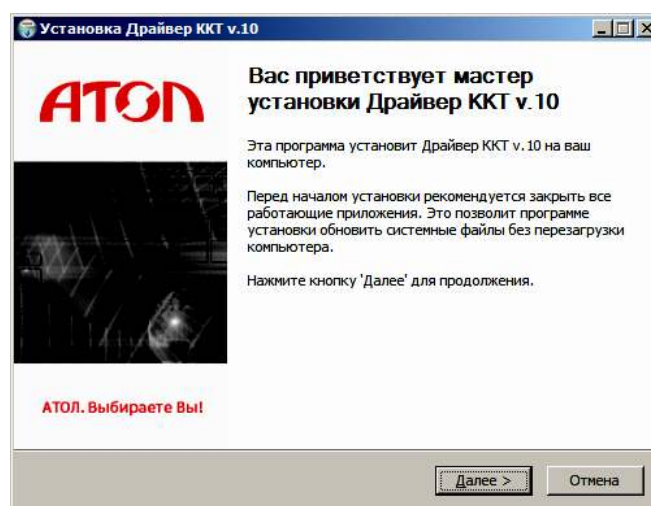 Установка Драйвер ККТ v.10
АТОЛ
Вас приветствует мастер
установки Драйвер ККТ v.10
Эта программа установит Драйвер ККТ v.10 на ваш
компьютер.
Перед началом установки рекомендуется закрыть все
работающие приложения. Это позволит программе
установки обновить системные файлы без перезагрузки
компьютера.
Нажмите кнопку 'Далее' для продолжения.
АТОЛ. Выбираете Вы!
Далее >
Отмена